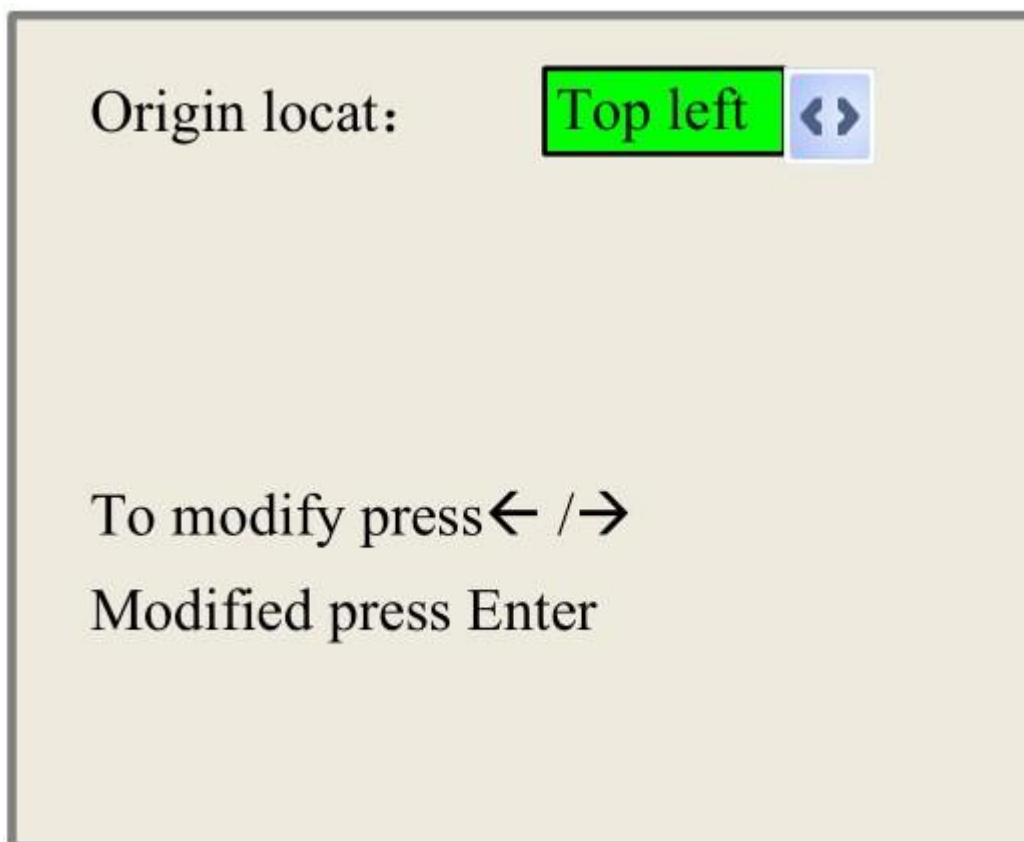 Origin locat： Top left
To modify press← /→
Modified press Enter